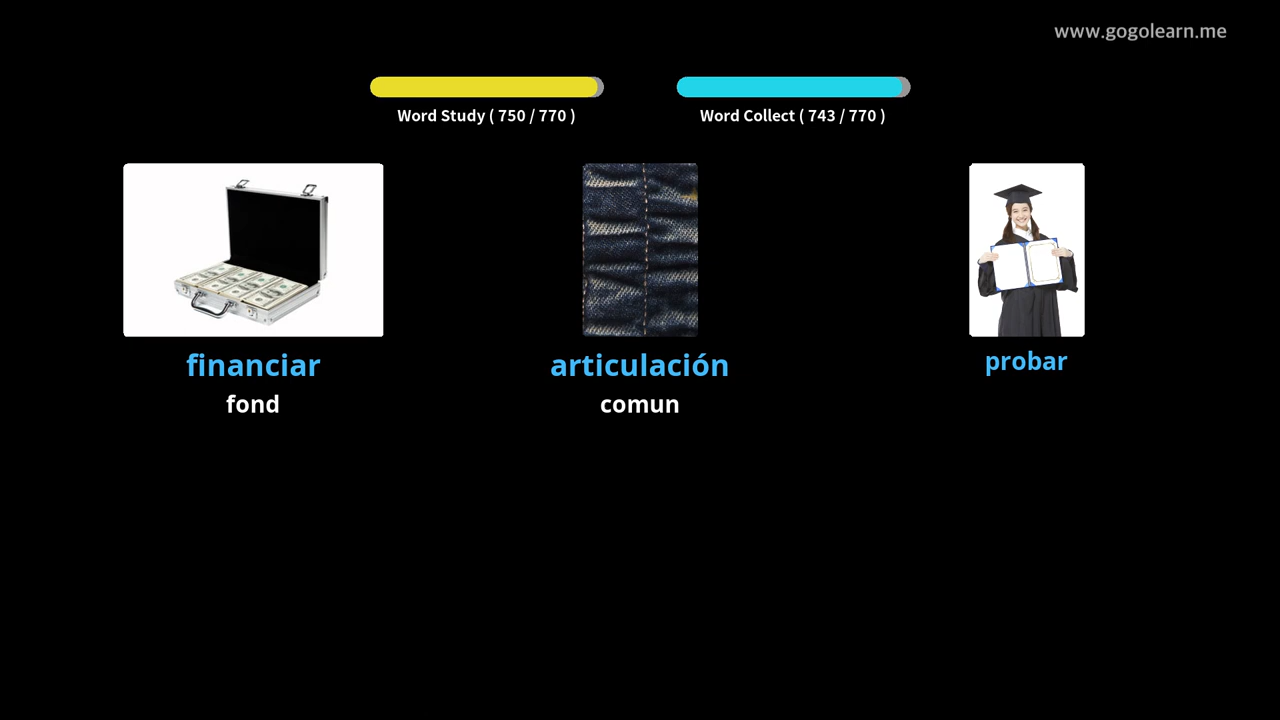 www.gogolearn.me
Word Study ( 750 / 770 )
Word Collect ( 743 / 770 )
financiar
fond
articulación
comun
probar